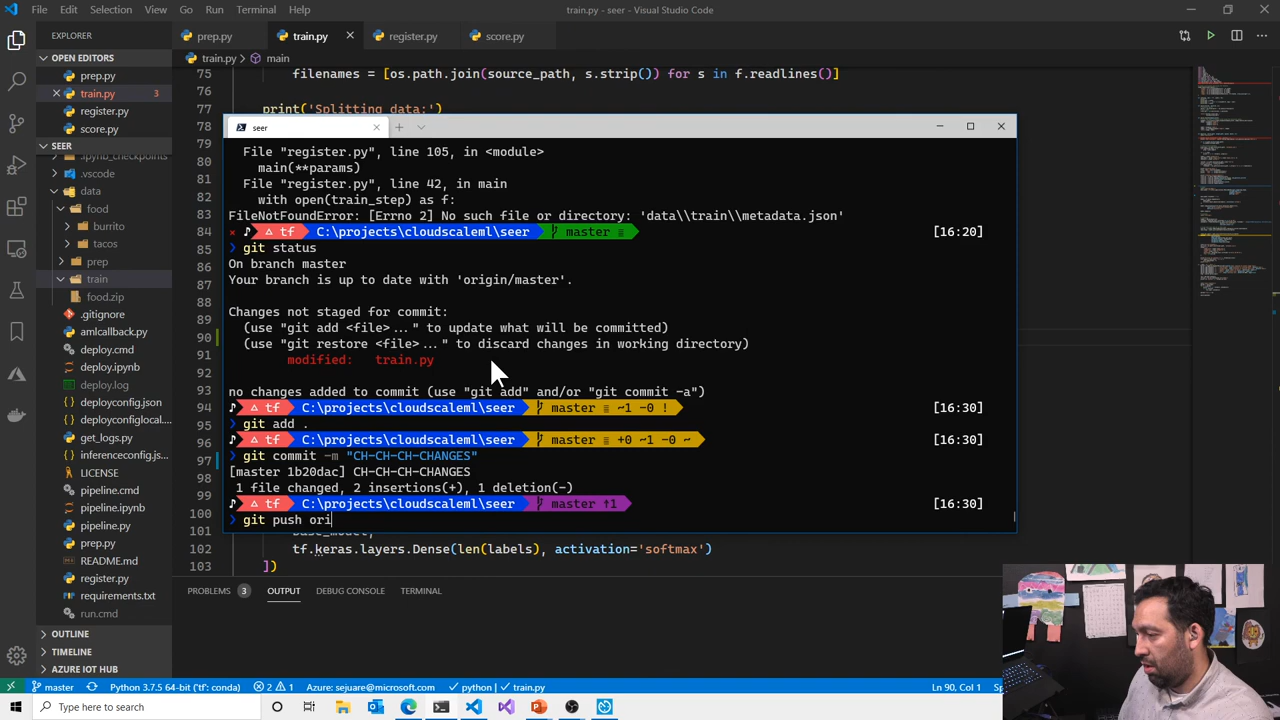 File Edit Selection View Go Run Terminal Help train.py - seer - Visual Studio Code
EXPLORER
prep.py train.py register.py score.py
OPEN EDITORS
train.py > main
prep.py
train.py 3
register.py
score.py
SEER
.ipynb_checkpoints
.vscode
data
food
burrito
tacos
prep
train
food.zip
.gitignore
amlcallback.py
deploy.cmd
deploy.ipynb
deploy.log
deployconfig.json
deployconfiglocal...
get_logs.py
inferenceconfig.js...
LICENSE
pipeline.cmd
pipeline.ipynb
pipeline.py
prep.py
README.md
register.py
requirements.txt
run.cmd
OUTLINE
TIMELINE
AZURE IOT HUB
75 filenames = [os.path.join(source_path, s.strip()) for s in f.readlines()]
76
77 print('Splitting data:')
78
79
80
81
82
83
84
85
86
87
88
89
90
91
92
93
94
95
96
97
98
99
100
101 base_model,
102 tf.keras.layers.Dense(len(labels), activation='softmax')
103 ])
seer
File "register.py", line 105, in <module>
main(**params)
File "register.py", line 42, in main
with open(train_step) as f:
FileNotFoundError: [Errno 2] No such file or directory: 'data\\train\\metadata.json'
tf C:\projects\cloudscaleml\seer master ≡ [16:20]
git status
On branch master
Your branch is up to date with 'origin/master'.
Changes not staged for commit:
(use "git add <file>..." to update what will be committed)
(use "git restore <file>..." to discard changes in working directory)
modified: train.py
no changes added to commit (use "git add" and/or "git commit -a")
tf C:\projects\cloudscaleml\seer master ≡ ~1 -0 ! [16:30]
git add .
tf C:\projects\cloudscaleml\seer master ≡ +0 ~1 -0 ~ [16:30]
git commit -m "CH-CH-CH-CHANGES"
[master 1b20dac] CH-CH-CH-CHANGES
1 file changed, 2 insertions(+), 1 deletion(-)
tf C:\projects\cloudscaleml\seer master ↑1 [16:30]
git push ori
PROBLEMS 3 OUTPUT DEBUG CONSOLE TERMINAL
master Python 3.7.5 64-bit ('tf': conda) 2 1 Azure: sejuare@microsoft.com python | train.py Ln 90, Col 1
Type here to search